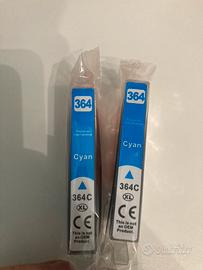 364
Cyan
364C
XL
CE
This is not
an OEM
Product
364
Cyan
364C
XL
CE
This is not
an OEM
Product